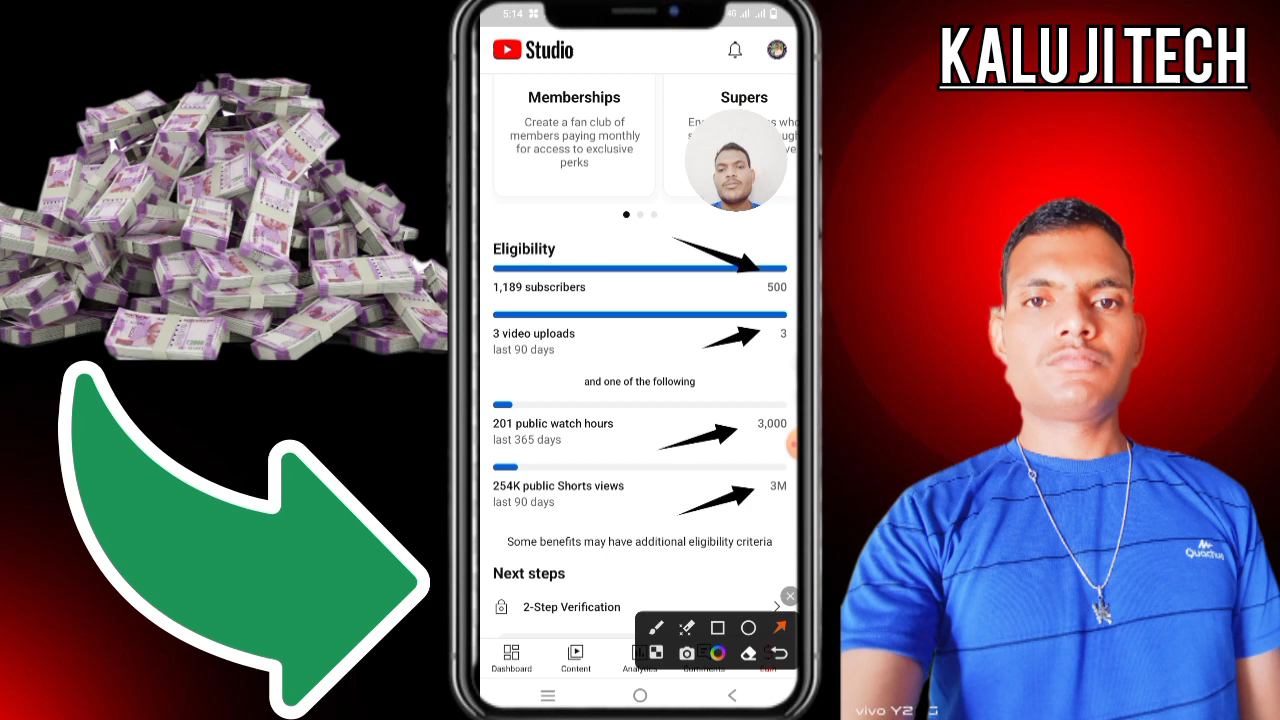 KALU JI TECH
5:14
4G
Studio
Memberships
Create a fan club of
members paying monthly
for access to exclusive
perks
Supers
Eligibility
1,189 subscribers
500
3 video uploads
3
last 90 days
and one of the following
201 public watch hours
3,000
last 365 days
254K public Shorts views
3M
last 90 days
Some benefits may have additional eligibility criteria
Next steps
2-Step Verification
Dashboard
Content
Quechua
vivo